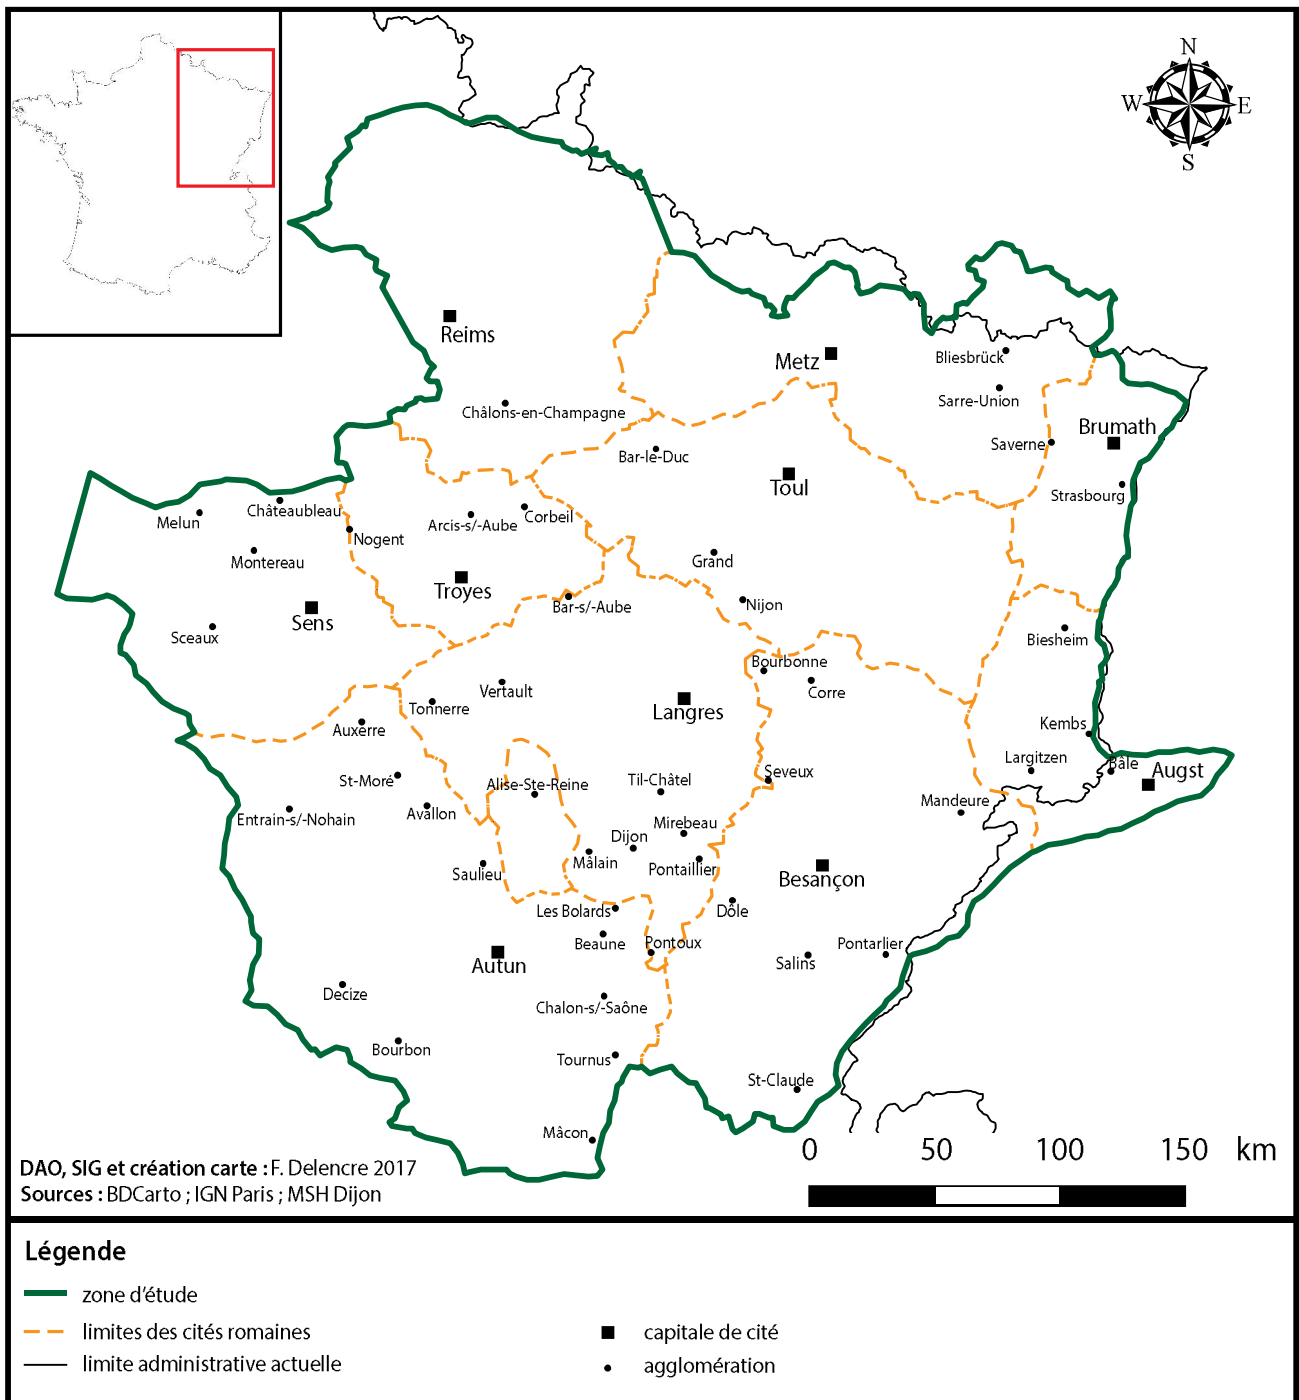 N
W E
S
Reims
Metz
Bliesbrück
Sarre-Union
Châlons-en-Champagne
Brumath
Saverne
Bar-le-Duc
Toul
Strasbourg
Châteaubleau
Melun
Arcis-s/-Aube
Corbeil
Nogent
Montereau
Grand
Troyes
Bar-s/-Aube
Nijon
Sens
Sceaux
Biesheim
Bourbonne
Vertault
Corre
Tonnerre
Langres
Auxerre
Kembs
Largitzen
Bâle
Augst
St-Moré
Alise-Ste-Reine
Til-Châtel
Seveux
Mandeure
Avallon
Entrain-s/-Nohain
Mirebeau
Dijon
Mâlain
Pontaillier
Saulieu
Besançon
Les Bolards
Dôle
Beaune
Pontoux
Pontarlier
Autun
Salins
Decize
Chalon-s/-Saône
Bourbon
Tournus
St-Claude
Mâcon
0 50 100 150 km
DAO, SIG et création carte : F. Delencre 2017
Sources : BDCarto ; IGN Paris ; MSH Dijon
Légende
zone d'étude
limites des cités romaines
limite administrative actuelle
capitale de cité
agglomération